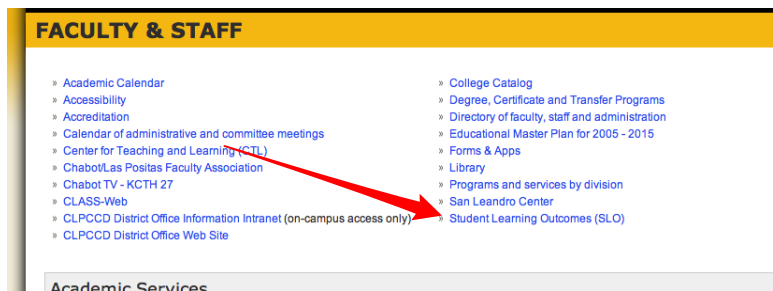 FACULTY & STAFF
» Academic Calendar
» Accessibility
» Accreditation
» Calendar of administrative and committee meetings
» Center for Teaching and Learning (CTL)
» Chabot/Las Positas Faculty Association
» Chabot TV - KCTH 27
» CLASS-Web
» CLPCCD District Office Information Intranet (on-campus access only)
» CLPCCD District Office Web Site
» College Catalog
» Degree, Certificate and Transfer Programs
» Directory of faculty, staff and administration
» Educational Master Plan for 2005 - 2015
» Forms & Apps
» Library
» Programs and services by division
» San Leandro Center
» Student Learning Outcomes (SLO)
Academic Services